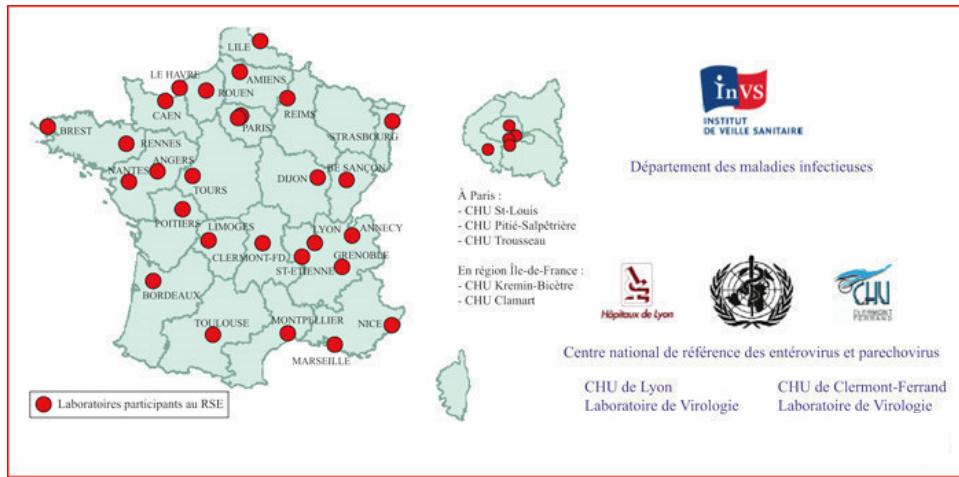 LILE
LE HAVRE
AMIENS
ROUEN
CAEN
REIMS
PARIS
BREST
STRASBOURG
RENNES
ANGERS
NANTES
TOURS
DIJON
BE SANÇON
POITIERS
LIMOGES
LYON
ANNECY
CLERMONT-FD
GRENOBLE
ST-ETIENNE
BORDEAUX
TOULOUSE
MONTPELLIER
NICE
MARSEILLE
Laboratoires participants au RSE
À Paris :
- CHU St-Louis
- CHU Pitié-Salpêtrière
- CHU Trousseau
En région Île-de-France :
- CHU Kremin-Bicètre
- CHU Clamart
InVS
INSTITUT
DE VEILLE SANITAIRE
Département des maladies infectieuses
Hôpitaux de Lyon
CHU
CLERMONT
FERRAND
Centre national de référence des entérovirus et parechovirus
CHU de Lyon
Laboratoire de Virologie
CHU de Clermont-Ferrand
Laboratoire de Virologie